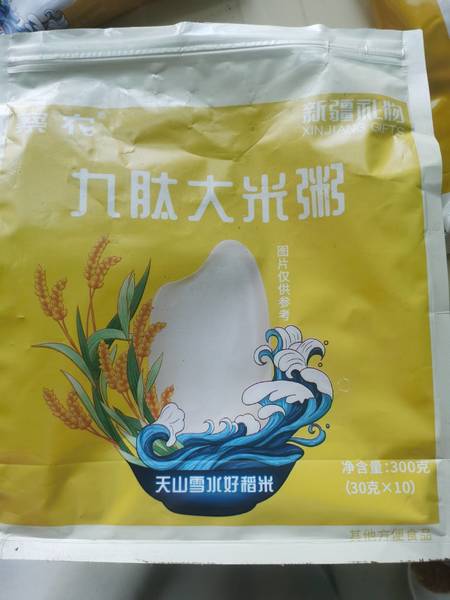 农
新疆礼物
XINJIANG GIFTS
九肽大米粥
图片仅供参考
天山雪水好稻米
净含量:300克
(30克×10)
其他方便食品